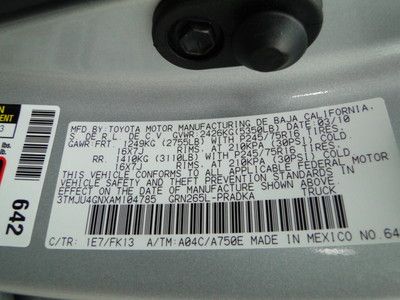 MFD.BY:TOYOTA MOTOR MANUFACTURING DE BAJA CALIFORNIA.
S. DE R.L. DE C.V. GVWR:2426KG(5350LB) DATE:03/10
GAWR:FRT. 1249KG (2755LB)WITH P245/75R16 TIRES.
16X7J RIMS. AT 210KPA (30PSI) COLD.
RR. 1410KG (3110LB) WITH P245/75R16 TIRES.
16X7J RIMS. AT 210KPA (30PSI) COLD.
THIS VEHICLE CONFORMS TO ALL APPLICABLE FEDERAL MOTOR
VEHICLE SAFETY AND THEFT PREVENTION STANDARDS IN
EFFECT ON THE DATE OF MANUFACTURE SHOWN ABOVE.
3TMJU4GNXAM104785 GRN265L-PRADKA TRUCK
C/TR: 1E7/FK13 A/TM:A04C/A750E MADE IN MEXICO NO.64
642